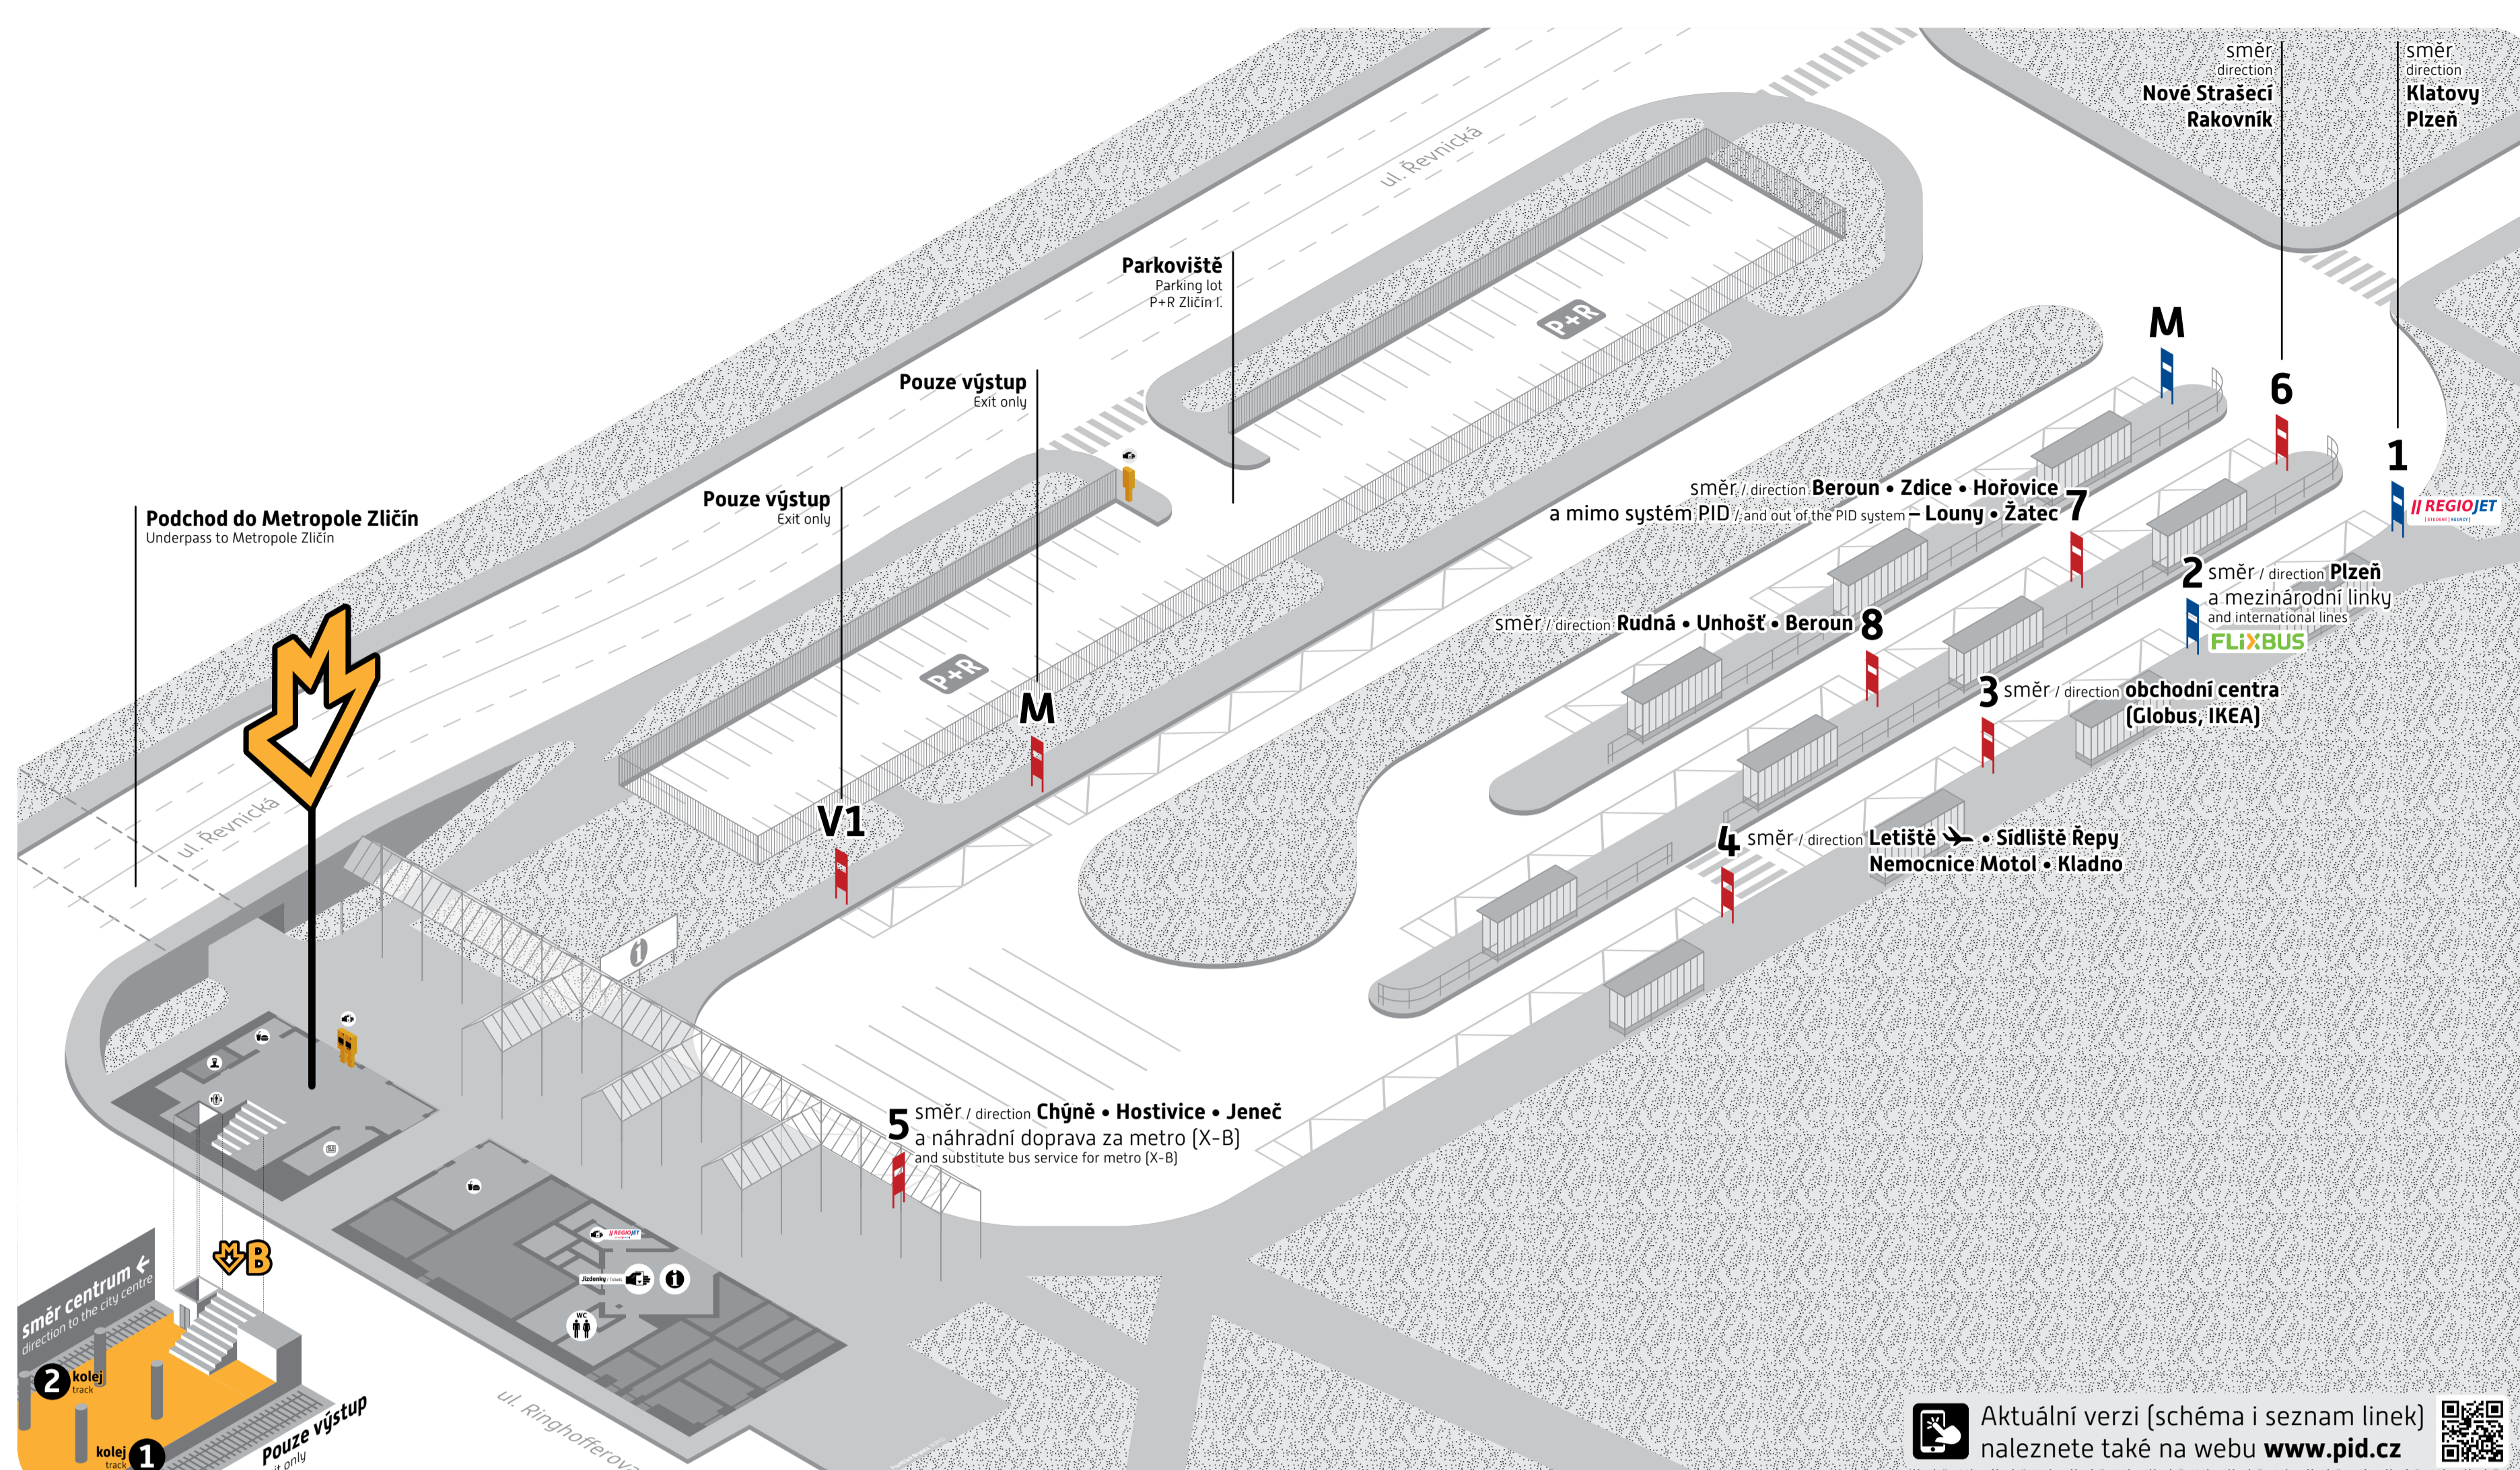 směr
direction
Nové Strašecí
Rakovník
směr
direction
Klatovy
Plzeň
ul. Řevnická
Parkoviště
Parking lot
P+R Zličín I.
P+R
M
6
1
REGIOJET
STUDENT AGENCY
Pouze výstup
Exit only
Pouze výstup
Exit only
Podchod do Metropole Zličín
Underpass to Metropole Zličín
směr / direction Beroun • Zdice • Hořovice
a mimo systém PID / and out of the PID system – Louny • Žatec
7
2 směr / direction Plzeň
a mezinárodní linky
and international lines
FLiXBUS
směr / direction Rudná • Unhošť • Beroun 8
3 směr / direction obchodní centra
(Globus, IKEA)
P+R
M
V1
4 směr / direction Letiště • Sídliště Řepy
Nemocnice Motol • Kladno
ul. Řevnická
i
5 směr / direction Chýně • Hostivice • Jeneč
a náhradní doprava za metro (X-B)
and substitute bus service for metro (X-B)
REGIOJET
Jízdenky / Tickets
i
WC
B
směr centrum
direction to the city centre
2 kolej
track
kolej 1
track
Pouze výstup
ul. Ringhofferova
Aktuální verzi (schéma i seznam linek)
naleznete také na webu www.pid.cz